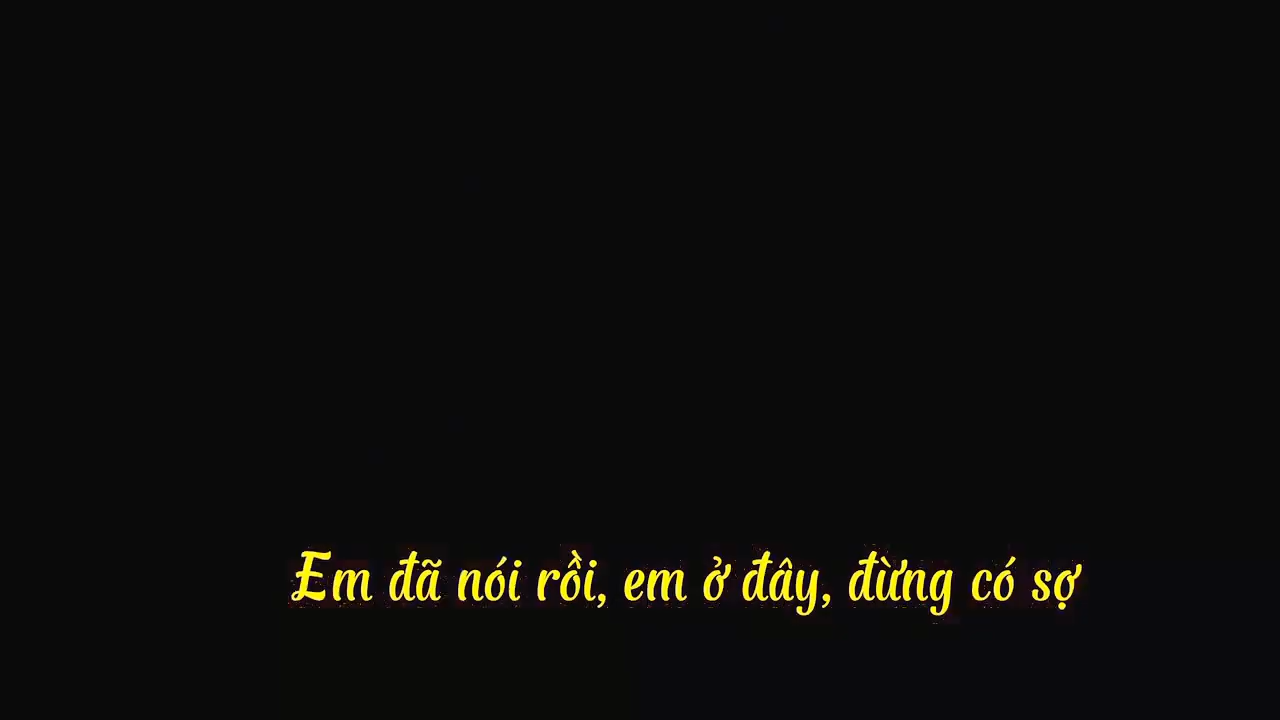 Em đã nói rồi, em ở đây, đừng có sợ